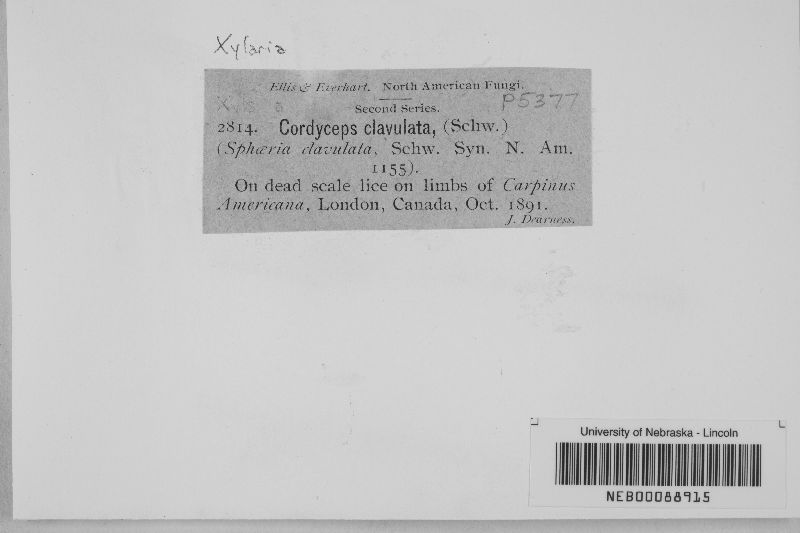 Xylaria
Ellis & Everhart. North American Fungi.
P5377
Second Series.
2814. Cordyceps clavulata, (Schw.)
(Sphæria clavulata, Schw. Syn. N. Am.
1155).
On dead scale lice on limbs of Carpinus
Americana, London, Canada, Oct. 1891.
J. Dearness.
University of Nebraska - Lincoln
NEB00088915